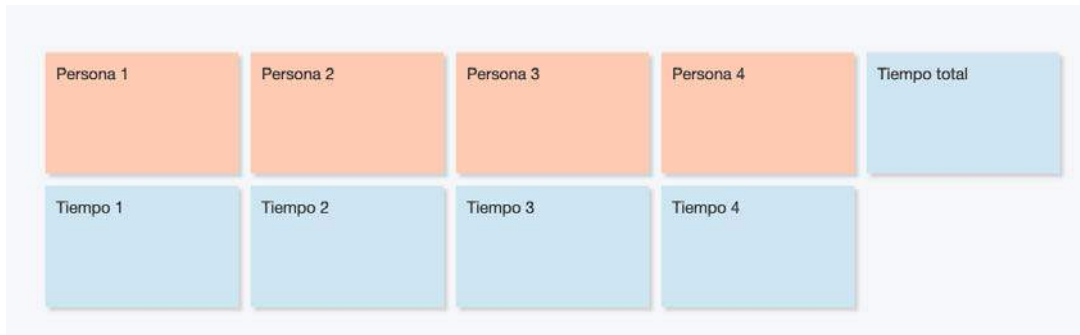 Persona 1
Persona 2
Persona 3
Persona 4
Tiempo total
Tiempo 1
Tiempo 2
Tiempo 3
Tiempo 4